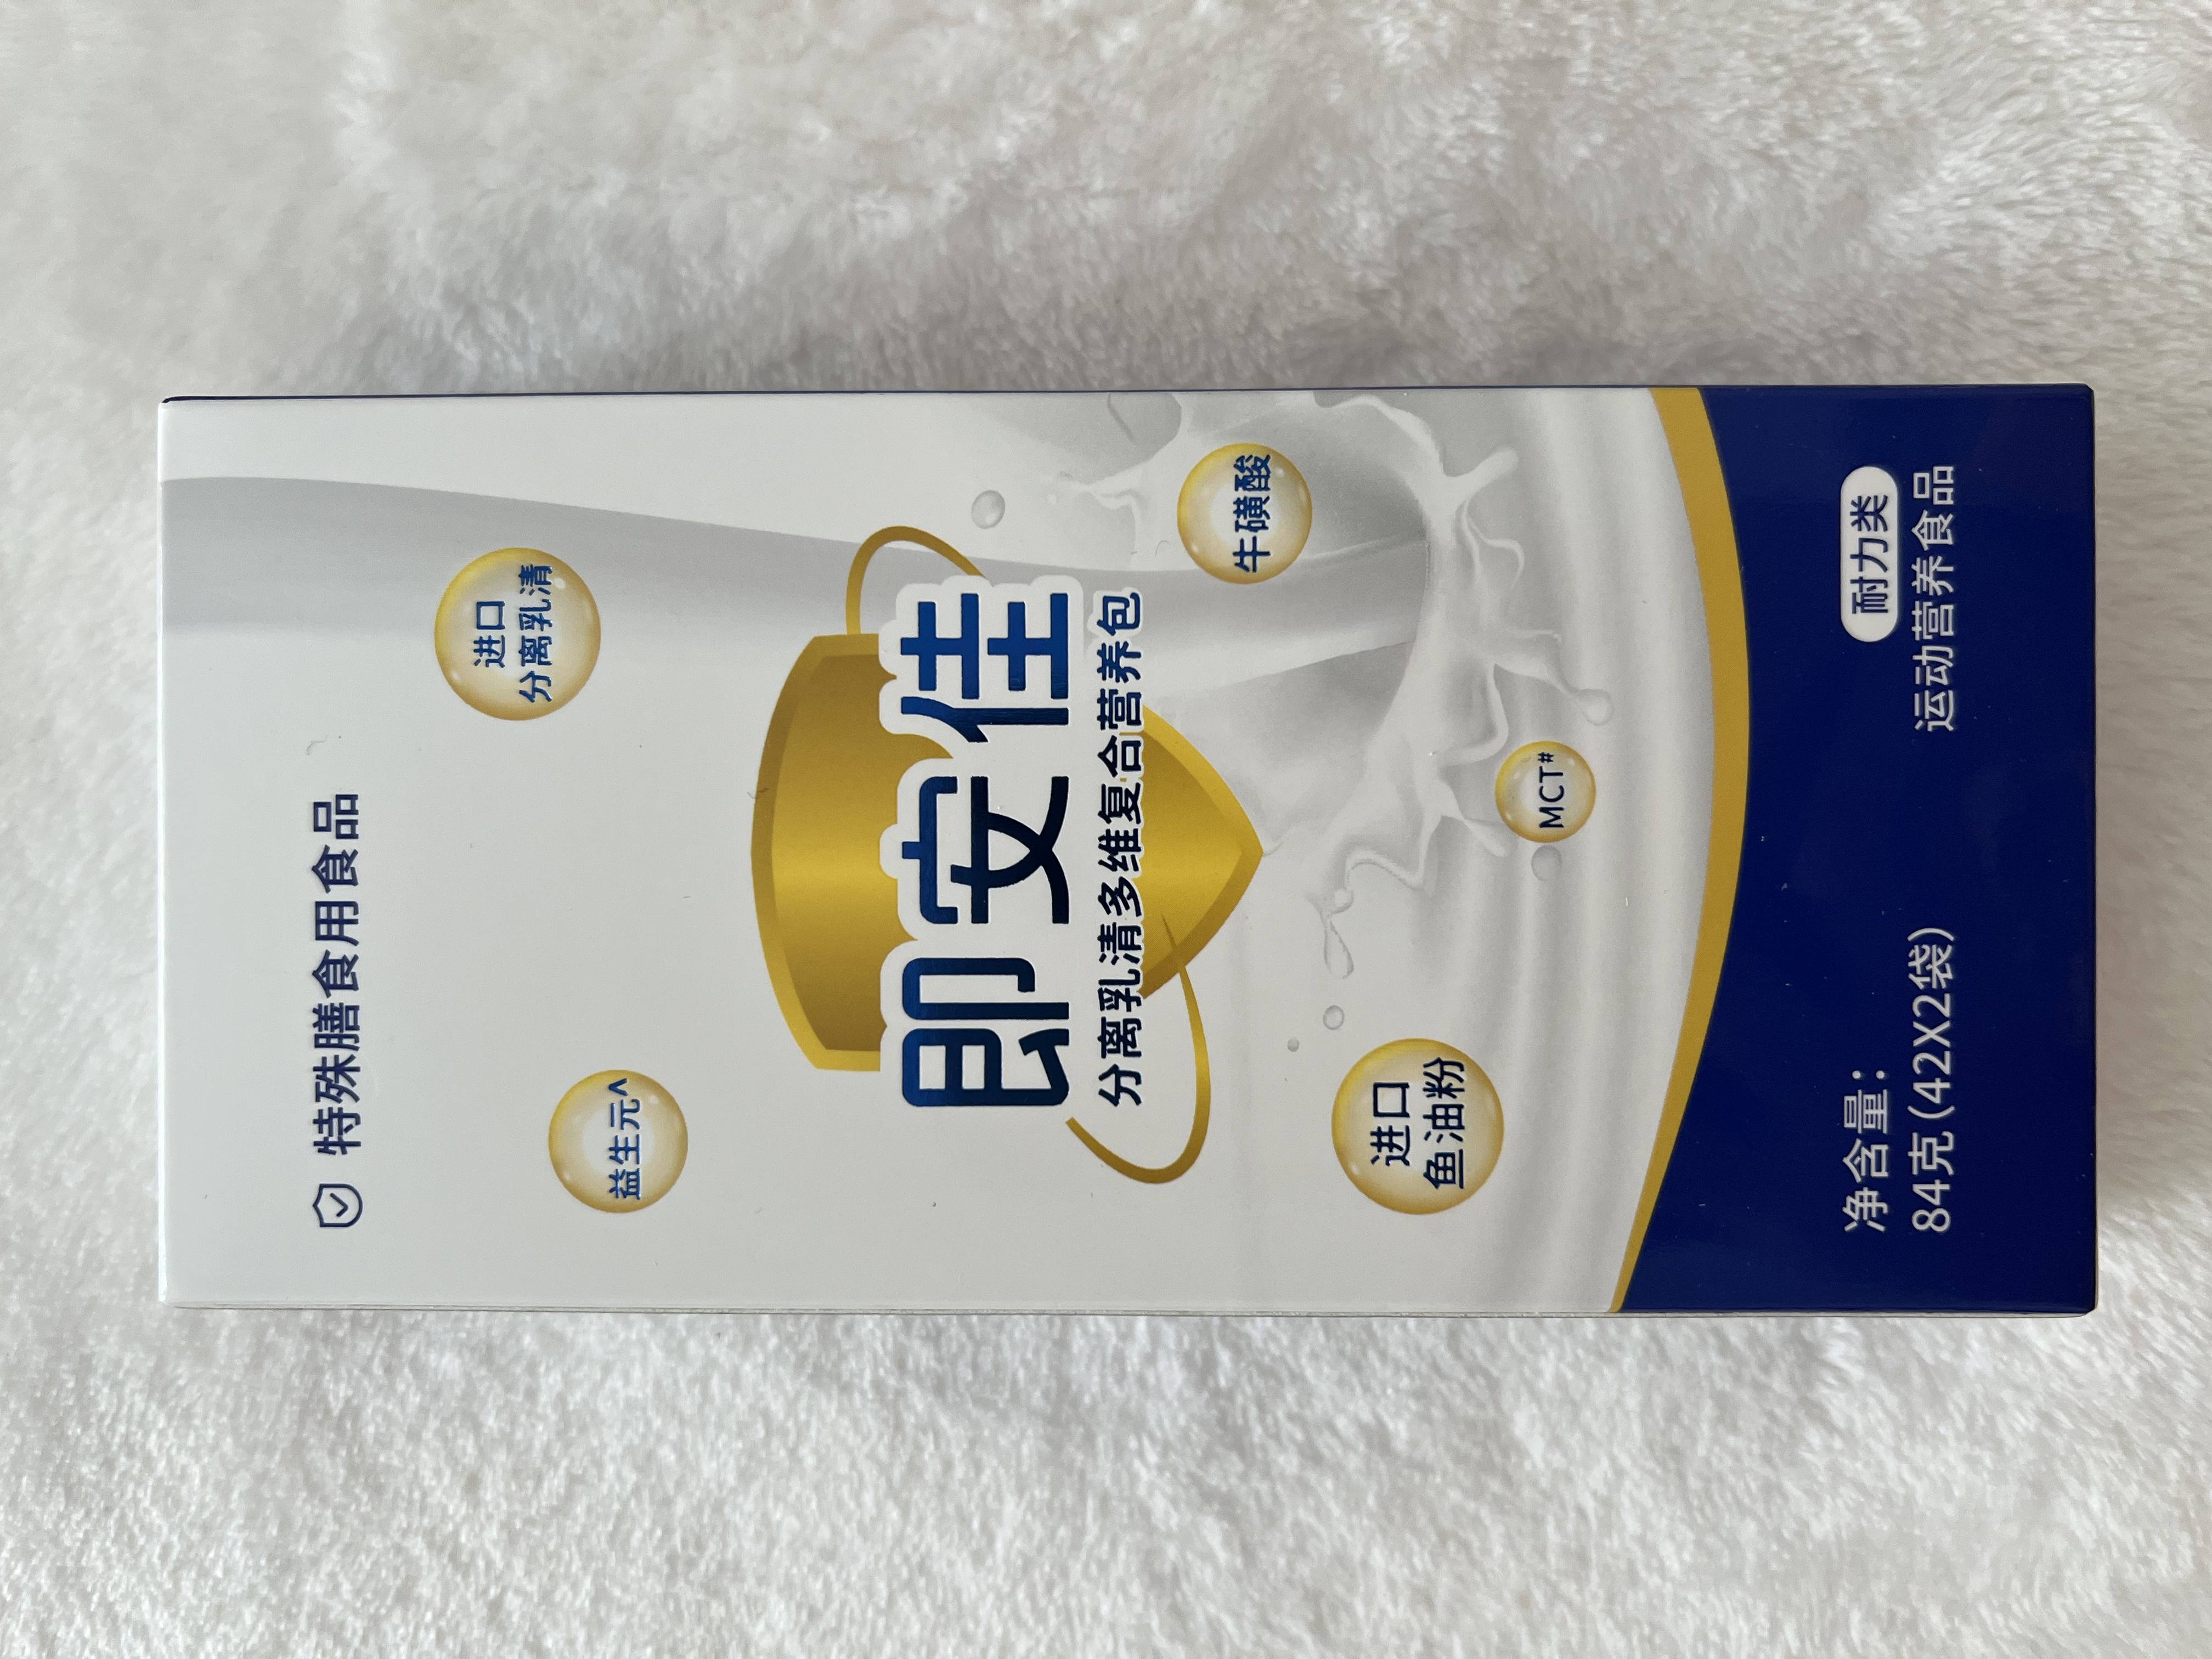 特殊膳食用食品
进口
分离乳清
益生元^
即安佳
分离乳清多维复合营养包
牛磺酸
进口
鱼油粉
MCT#
净含量：
84克(42X2袋)
耐力类
运动营养食品